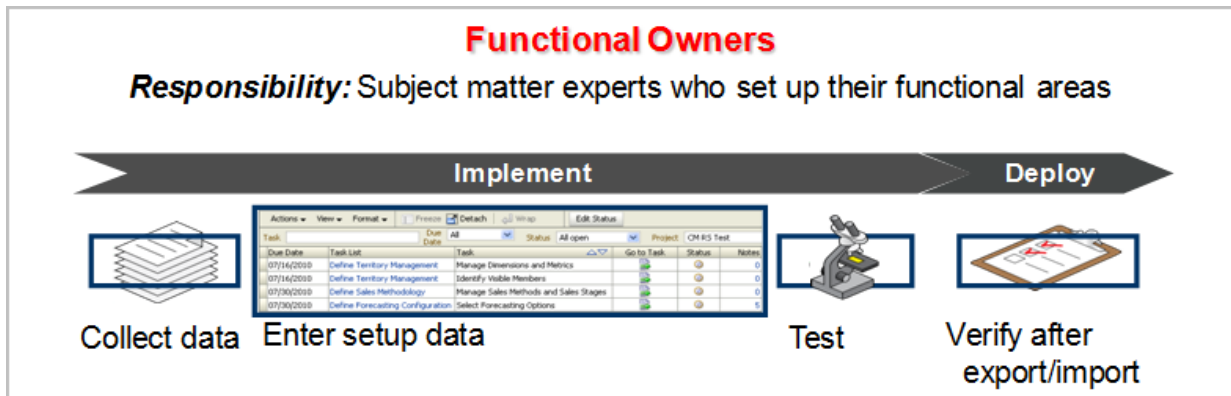 Functional Owners
Responsibility: Subject matter experts who set up their functional areas
Implement
Deploy
Actions View Format Freeze Detach Wrap Edit Status
Task Due Date All Status All open Project CM RS Test
Due Date Task List Task Go to Task Status Notes
07/16/2010 Define Territory Management Manage Dimensions and Metrics 0
07/16/2010 Define Territory Management Identify Visible Members 0
07/30/2010 Define Sales Methodology Manage Sales Methods and Sales Stages 0
07/30/2010 Define Forecasting Configuration Select Forecasting Options 5
Collect data
Enter setup data
Test
Verify after
export/import